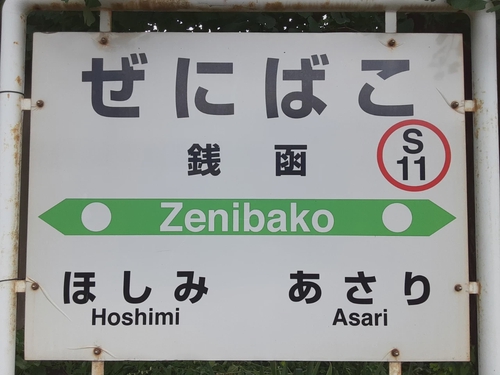 ぜにばこ
銭函
S
11
Zenibako
ほしみ あさり
Hoshimi Asari